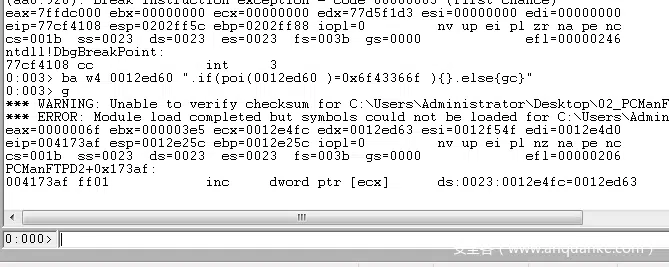 (aa0.920): Break instruction exception - code 80000003 (first chance)
eax=7ffdc000 ebx=00000000 ecx=00000000 edx=77d5f1d3 esi=00000000 edi=00000000
eip=77cf4108 esp=0202ff5c ebp=0202ff88 iopl=0 nv up ei pl zr na pe nc
cs=001b ss=0023 ds=0023 es=0023 fs=003b gs=0000 efl=00000246
ntdll!DbgBreakPoint:
77cf4108 cc int 3
0:003> ba w4 0012ed60 ".if(poi(0012ed60 )=0x6f43366f ){}.else{gc}"
0:003> g
*** WARNING: Unable to verify checksum for C:\Users\Administrator\Desktop\02_PCManF
*** ERROR: Module load completed but symbols could not be loaded for C:\Users\Admin
eax=0000006f ebx=000003e5 ecx=0012e4fc edx=0012ed63 esi=0012f54f edi=0012e4d0
eip=004173af esp=0012e25c ebp=0012e25c iopl=0 nv up ei pl nz na pe nc
cs=001b ss=0023 ds=0023 es=0023 fs=003b gs=0000 efl=00000206
PCManFTPD2+0x173af:
004173af ff01 inc dword ptr [ecx] ds:0023:0012e4fc=0012ed63
0:000>
安全客 ( www.anquanke.com )